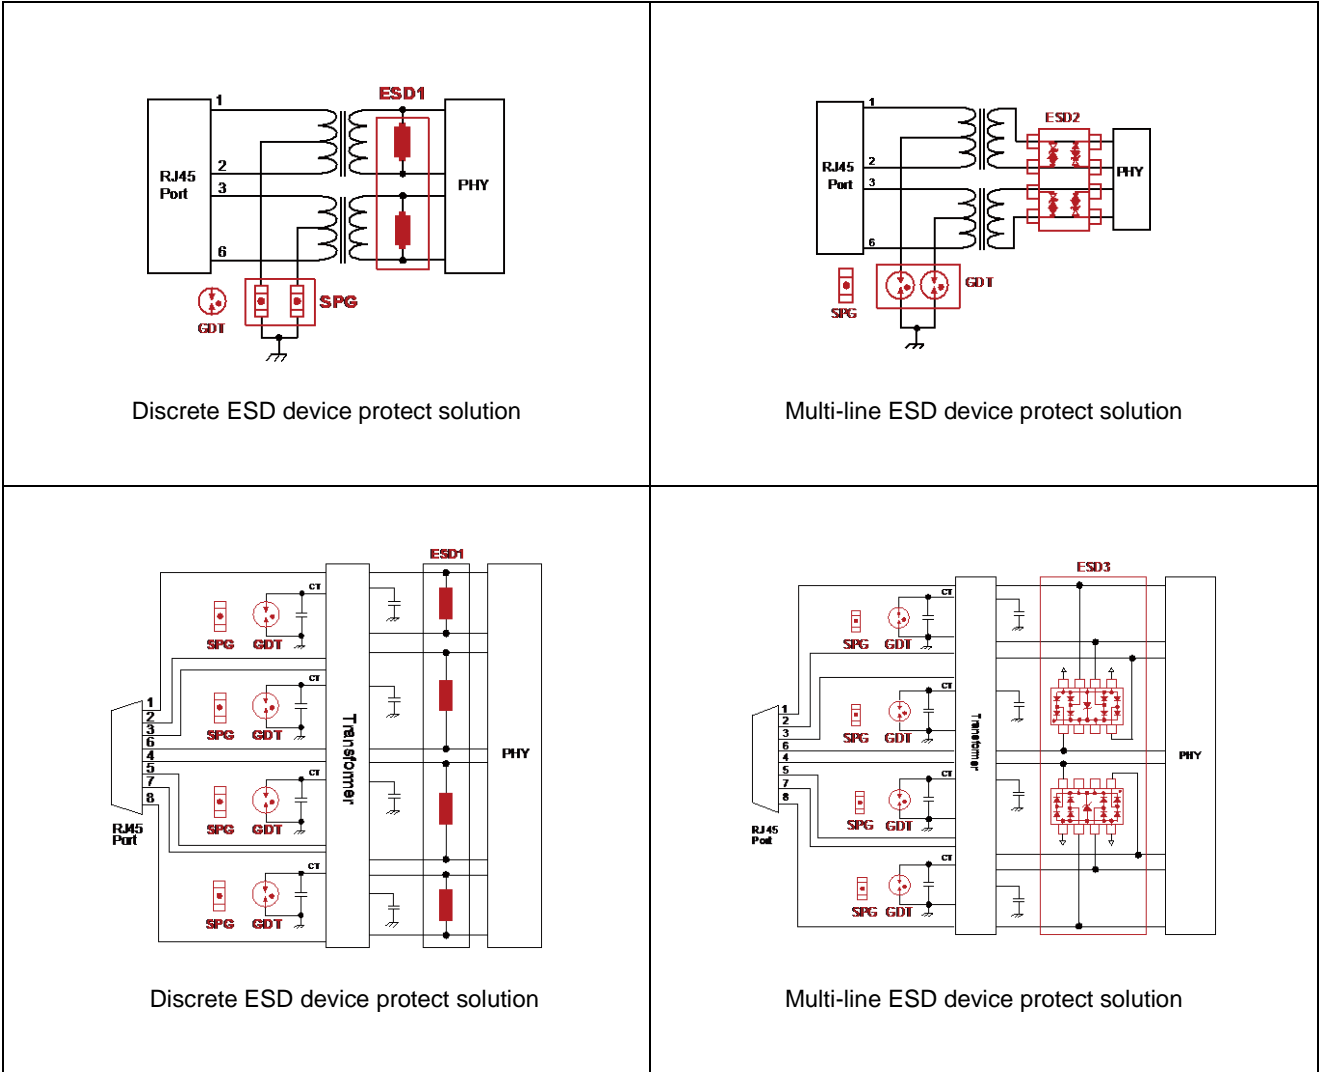 ESD1
1
RJ45
Port
2
3
PHY
6
GDT
SPG
Discrete ESD device protect solution
1
ESD2
2
RJ45
Port
3
PHY
6
GDT
SPG
Multi-line ESD device protect solution
ESD1
CT
SPG GDT
CT
1
2
3
6
4
5
7
8
SPG GDT
Transformer
PHY
CT
RJ45
Port
SPG GDT
CT
SPG GDT
Discrete ESD device protect solution
ESD3
CT
SPG GDT
CT
1
2
3
6
4
5
7
8
SPG GDT
Transformer
PHY
CT
RJ45
Port
SPG GDT
CT
SPG GDT
Multi-line ESD device protect solution